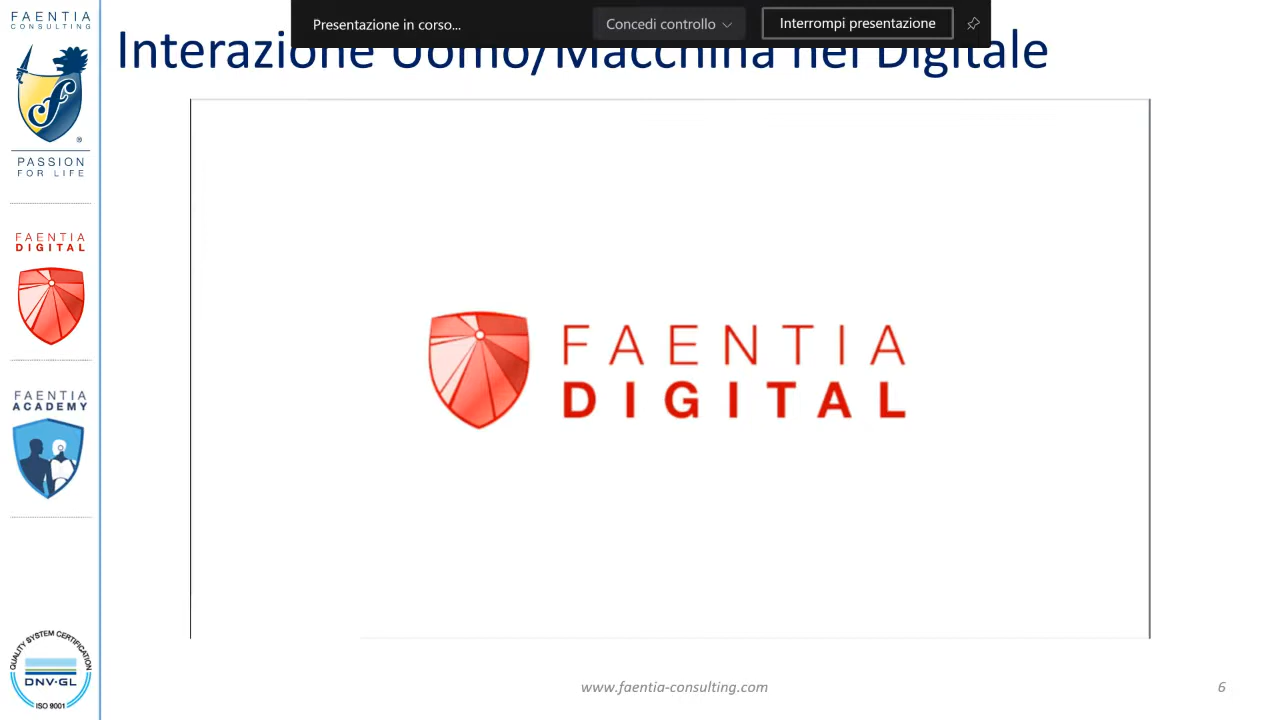 Presentazione in corso...
Concedi controllo
Interrompi presentazione
Interazione Uomo/Macchina nel Digitale
FAENTIA
CONSULTING
f
®
PASSION
FOR LIFE
FAENTIA
DIGITAL
FAENTIA
ACADEMY
QUALITY SYSTEM CERTIFICATION
DNV·GL
ISO 9001
FAENTIA
DIGITAL
www.faentia-consulting.com
6